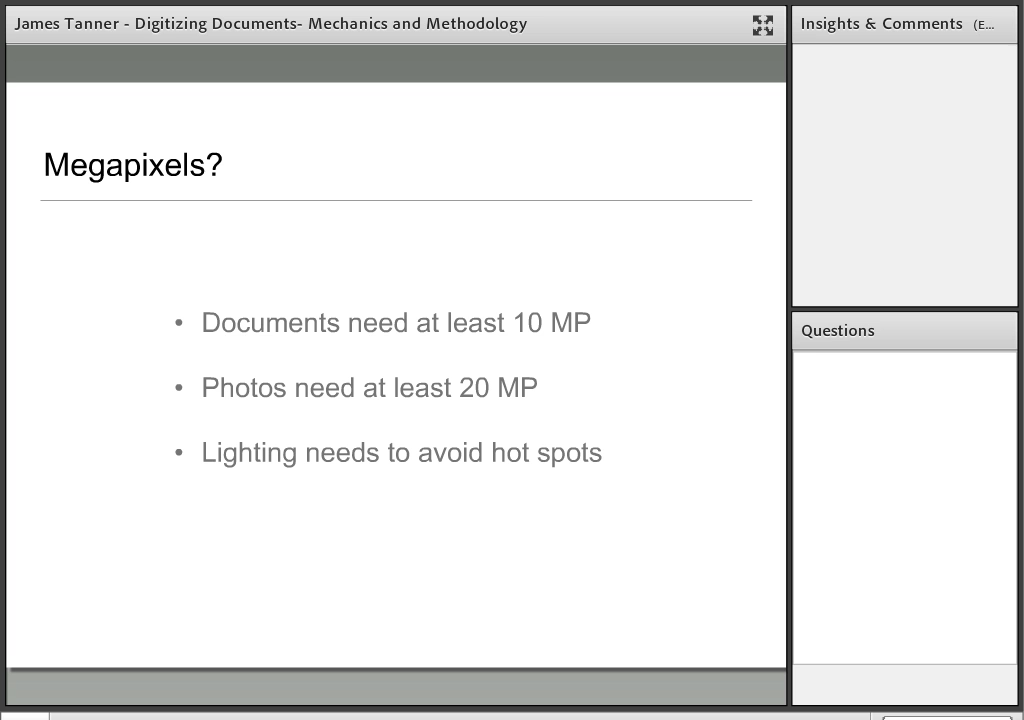 James Tanner - Digitizing Documents- Mechanics and Methodology
Insights & Comments (E...
Megapixels?
• Documents need at least 10 MP
• Photos need at least 20 MP
• Lighting needs to avoid hot spots
Questions